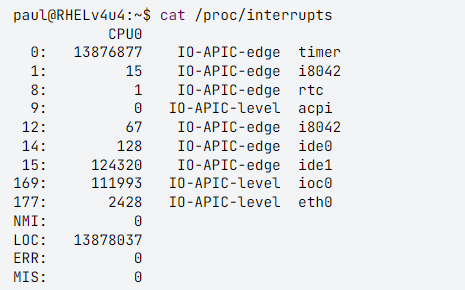 paul@RHELv4u4:~$ cat /proc/interrupts
CPU0
0: 13876877 IO-APIC-edge timer
1: 15 IO-APIC-edge i8042
8: 1 IO-APIC-edge rtc
9: 0 IO-APIC-level acpi
12: 67 IO-APIC-edge i8042
14: 128 IO-APIC-edge ide0
15: 124320 IO-APIC-edge ide1
169: 111993 IO-APIC-level ioc0
177: 2428 IO-APIC-level eth0
NMI: 0
LOC: 13878037
ERR: 0
MIS: 0